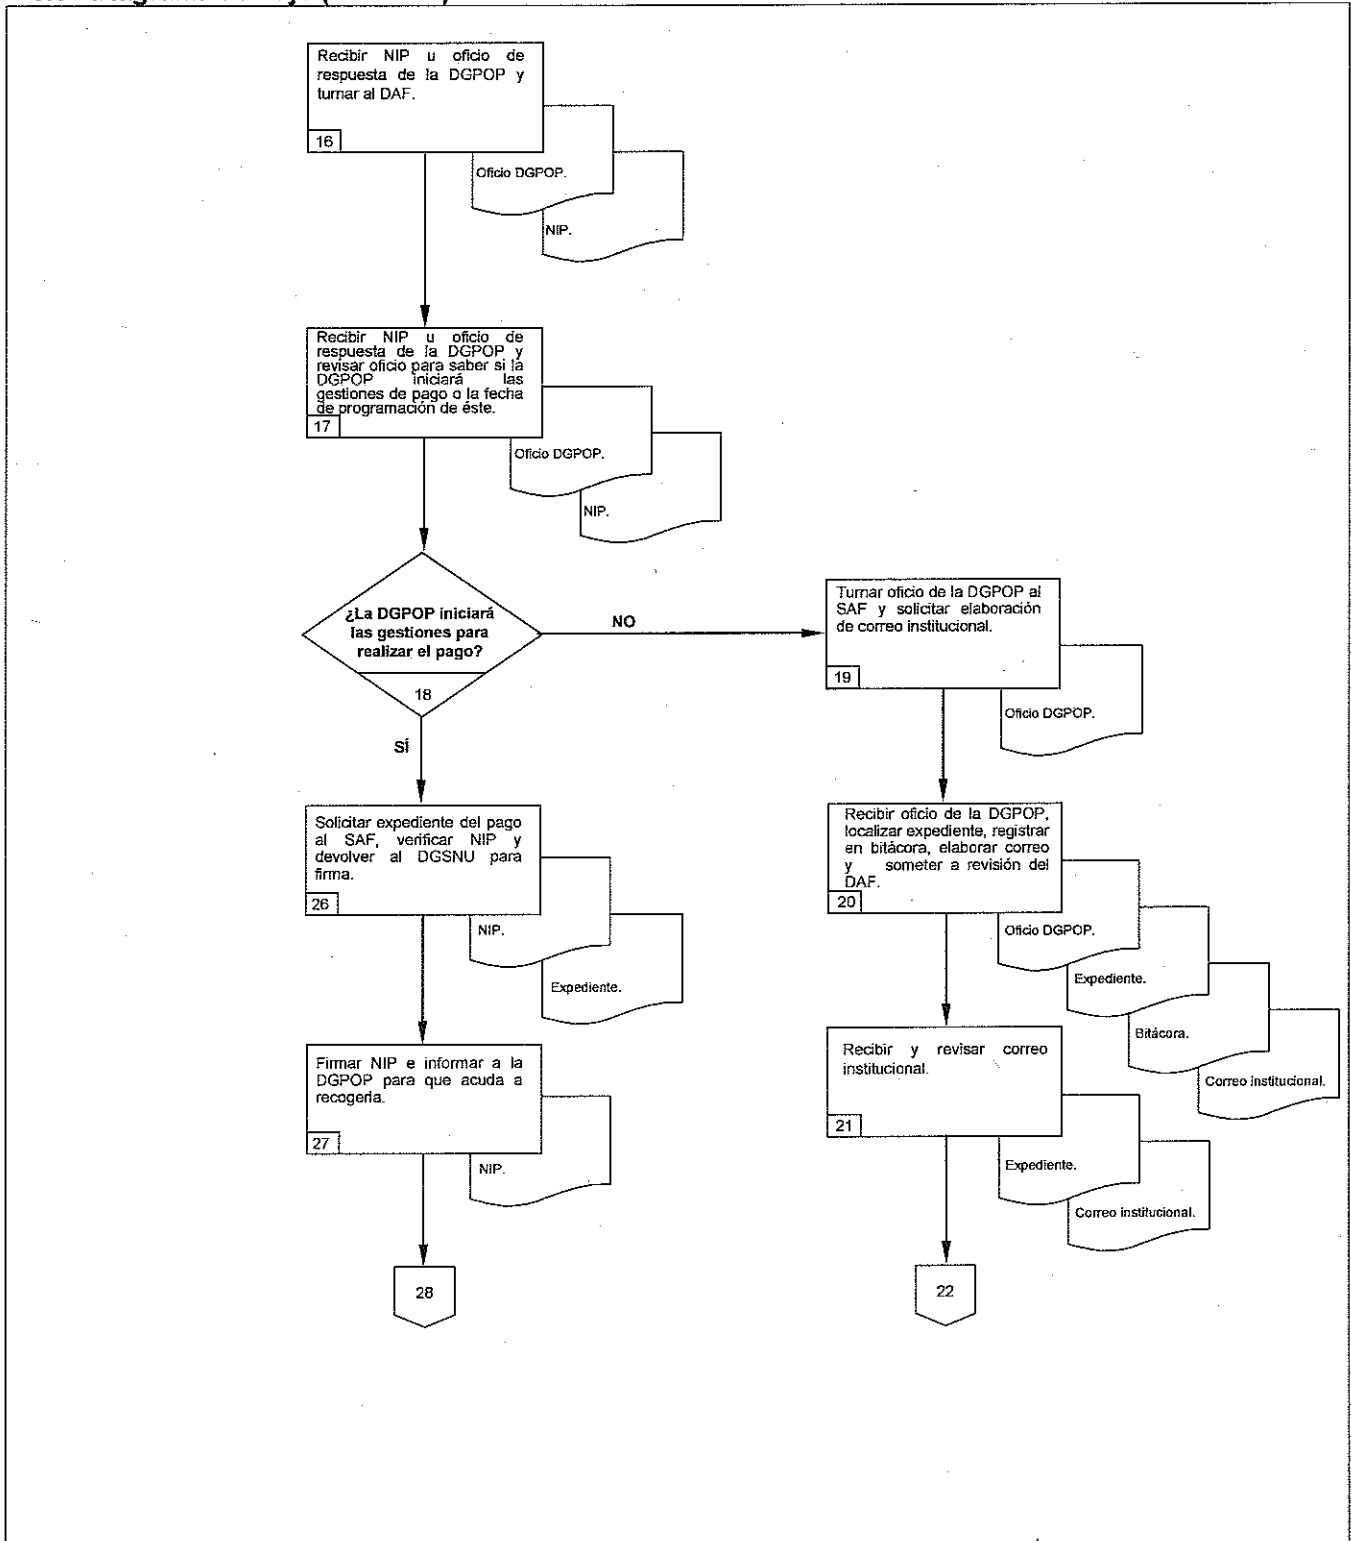 Recibir NIP u oficio de
respuesta de la DGPOP y
turnar al DAF.
16
Oficio DGPOP.
NIP.
Recibir NIP u oficio de
respuesta de la DGPOP y
revisar oficio para saber si la
DGPOP iniciará las
gestiones de pago o la fecha
de programación de éste.
17
Oficio DGPOP.
NIP.
¿La DGPOP iniciará
las gestiones para
realizar el pago?
18
NO
SÍ
Turnar oficio de la DGPOP al
SAF y solicitar elaboración
de correo institucional.
19
Oficio DGPOP.
Solicitar expediente del pago
al SAF, verificar NIP y
devolver al DGSNU para
firma.
26
NIP.
Expediente.
Recibir oficio de la DGPOP,
localizar expediente, registrar
en bitácora, elaborar correo
y someter a revisión del
DAF.
20
Oficio DGPOP.
Expediente.
Bitácora.
Correo institucional.
Firmar NIP e informar a la
DGPOP para que acuda a
recogerla.
27
NIP.
Recibir y revisar correo
institucional.
21
Expediente.
Correo institucional.
28
22